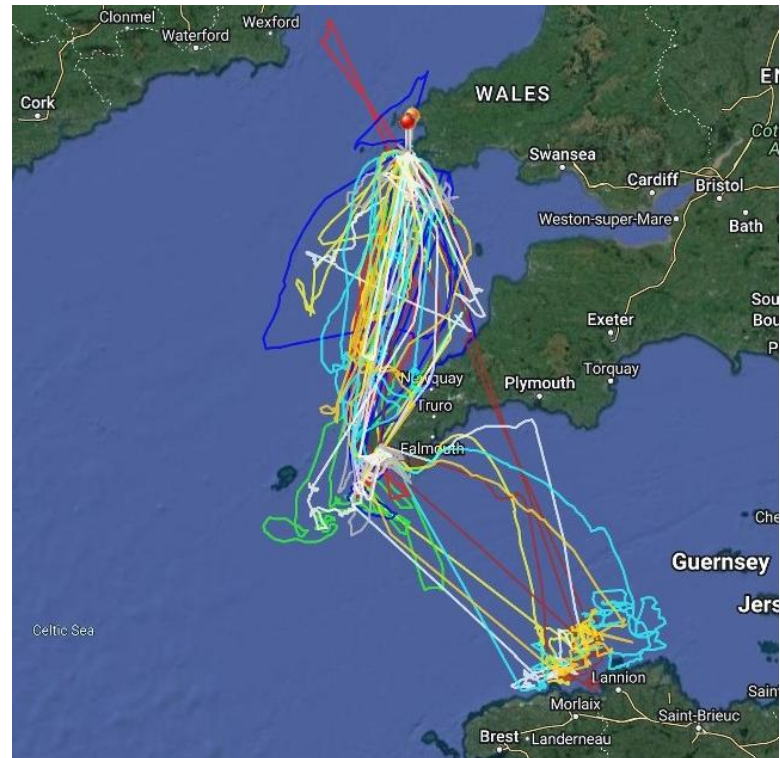 Clonmel
Wexford
Waterford
Cork
WALES
Swansea
Cardiff
Bristol
Weston-super-Mare
Bath
Exeter
Torquay
Plymouth
Newquay
Truro
Falmouth
Guernsey
Celtic Sea
Lannion
Morlaix
Saint-Brieuc
Brest
Landerneau